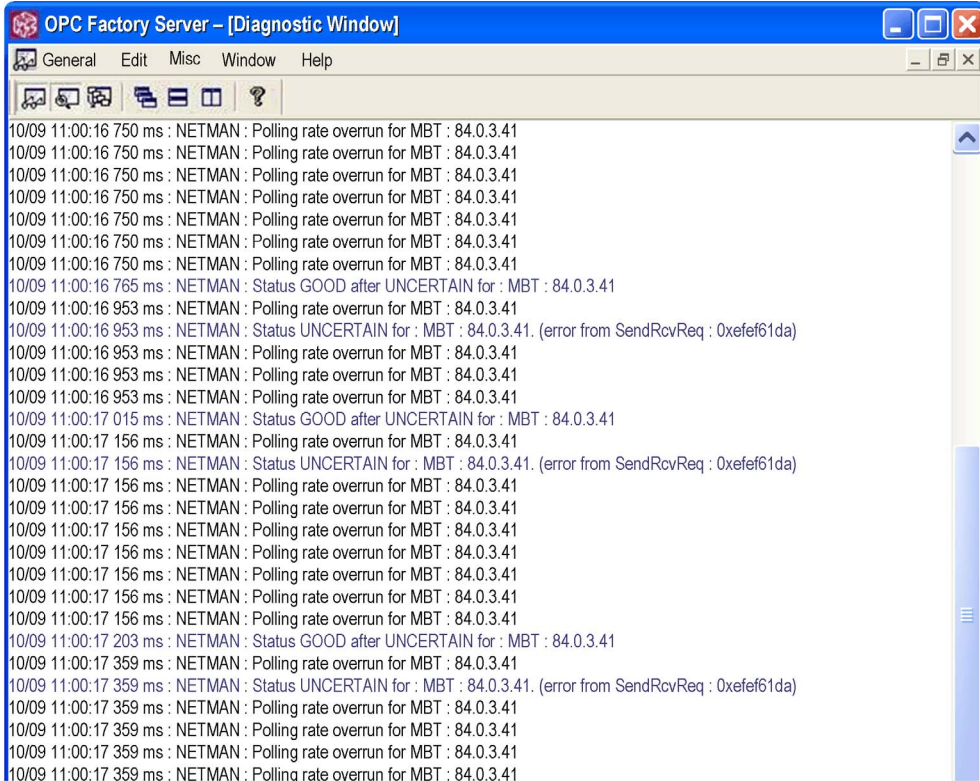 OPC Factory Server – [Diagnostic Window]
General Edit Misc Window Help
10/09 11:00:16 750 ms : NETMAN : Polling rate overrun for MBT : 84.0.3.41
10/09 11:00:16 750 ms : NETMAN : Polling rate overrun for MBT : 84.0.3.41
10/09 11:00:16 750 ms : NETMAN : Polling rate overrun for MBT : 84.0.3.41
10/09 11:00:16 750 ms : NETMAN : Polling rate overrun for MBT : 84.0.3.41
10/09 11:00:16 750 ms : NETMAN : Polling rate overrun for MBT : 84.0.3.41
10/09 11:00:16 750 ms : NETMAN : Polling rate overrun for MBT : 84.0.3.41
10/09 11:00:16 750 ms : NETMAN : Polling rate overrun for MBT : 84.0.3.41
10/09 11:00:16 765 ms : NETMAN : Status GOOD after UNCERTAIN for : MBT : 84.0.3.41
10/09 11:00:16 953 ms : NETMAN : Polling rate overrun for MBT : 84.0.3.41
10/09 11:00:16 953 ms : NETMAN : Status UNCERTAIN for : MBT : 84.0.3.41. (error from SendRcvReq : 0xefef61da)
10/09 11:00:16 953 ms : NETMAN : Polling rate overrun for MBT : 84.0.3.41
10/09 11:00:16 953 ms : NETMAN : Polling rate overrun for MBT : 84.0.3.41
10/09 11:00:16 953 ms : NETMAN : Polling rate overrun for MBT : 84.0.3.41
10/09 11:00:17 015 ms : NETMAN : Status GOOD after UNCERTAIN for : MBT : 84.0.3.41
10/09 11:00:17 156 ms : NETMAN : Polling rate overrun for MBT : 84.0.3.41
10/09 11:00:17 156 ms : NETMAN : Status UNCERTAIN for : MBT : 84.0.3.41. (error from SendRcvReq : 0xefef61da)
10/09 11:00:17 156 ms : NETMAN : Polling rate overrun for MBT : 84.0.3.41
10/09 11:00:17 156 ms : NETMAN : Polling rate overrun for MBT : 84.0.3.41
10/09 11:00:17 156 ms : NETMAN : Polling rate overrun for MBT : 84.0.3.41
10/09 11:00:17 156 ms : NETMAN : Polling rate overrun for MBT : 84.0.3.41
10/09 11:00:17 156 ms : NETMAN : Polling rate overrun for MBT : 84.0.3.41
10/09 11:00:17 156 ms : NETMAN : Polling rate overrun for MBT : 84.0.3.41
10/09 11:00:17 156 ms : NETMAN : Polling rate overrun for MBT : 84.0.3.41
10/09 11:00:17 203 ms : NETMAN : Status GOOD after UNCERTAIN for : MBT : 84.0.3.41
10/09 11:00:17 359 ms : NETMAN : Polling rate overrun for MBT : 84.0.3.41
10/09 11:00:17 359 ms : NETMAN : Status UNCERTAIN for : MBT : 84.0.3.41. (error from SendRcvReq : 0xefef61da)
10/09 11:00:17 359 ms : NETMAN : Polling rate overrun for MBT : 84.0.3.41
10/09 11:00:17 359 ms : NETMAN : Polling rate overrun for MBT : 84.0.3.41
10/09 11:00:17 359 ms : NETMAN : Polling rate overrun for MBT : 84.0.3.41
10/09 11:00:17 359 ms : NETMAN : Polling rate overrun for MBT : 84.0.3.41